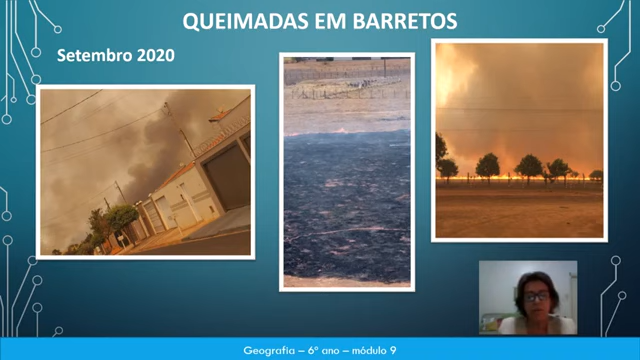 QUEIMADAS EM BARRETOS
Setembro 2020
Geografia – 6º ano – módulo 9